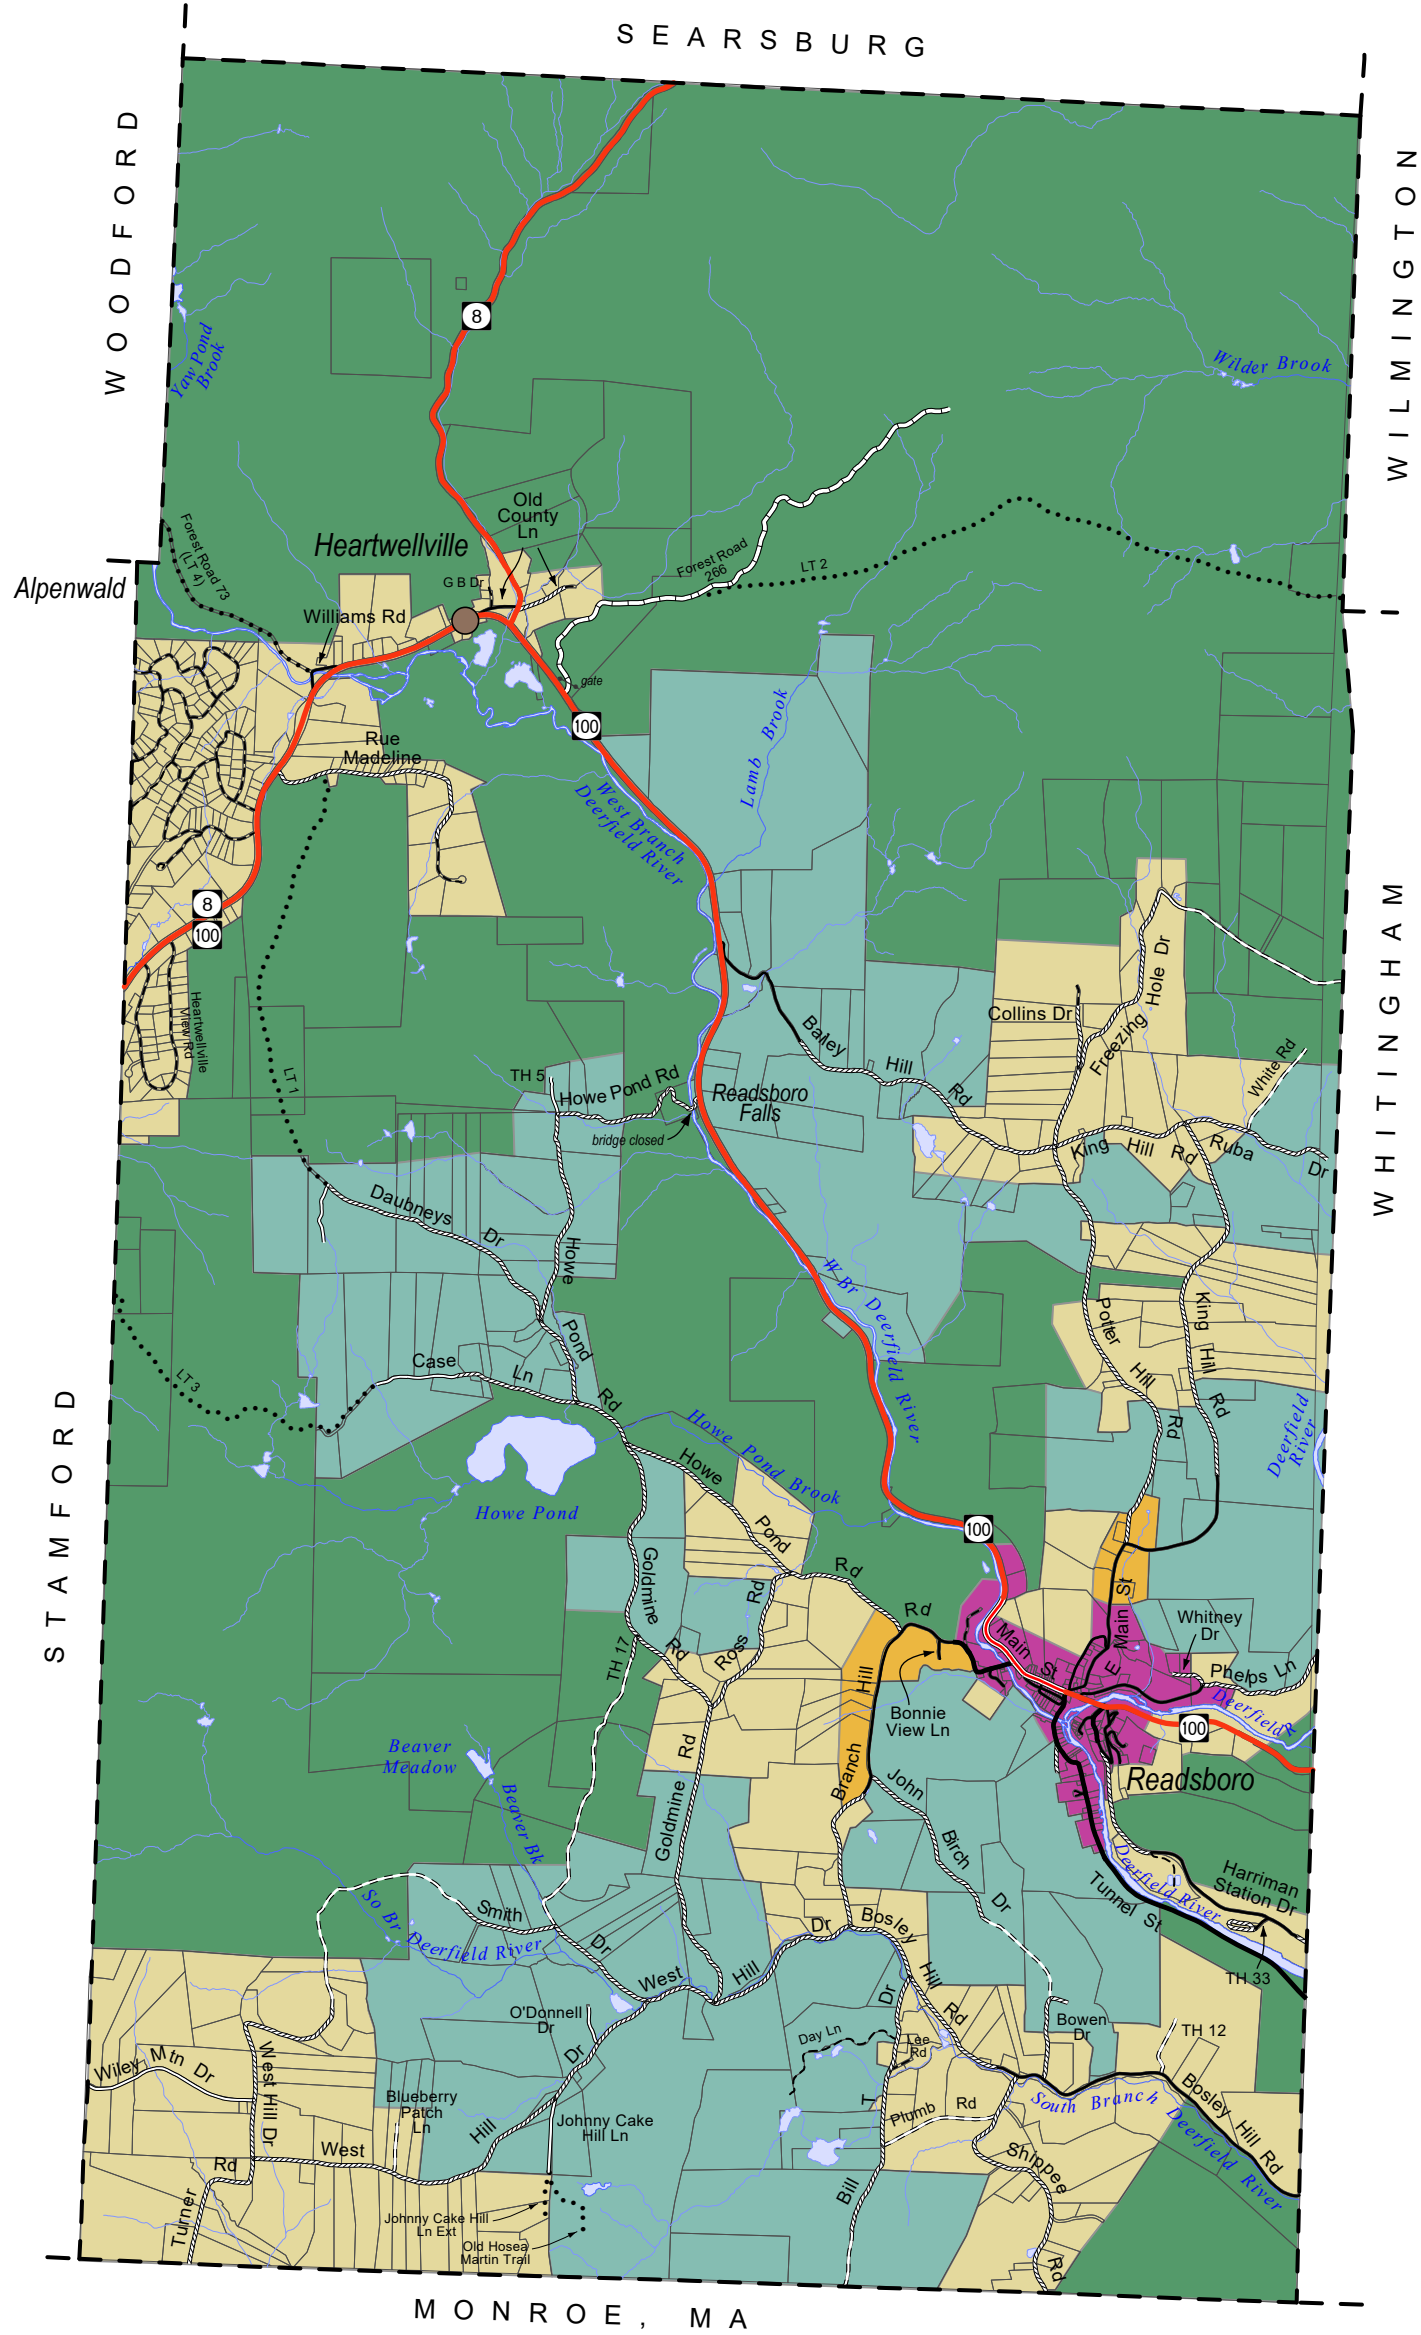 SEARSBURG
WOODFORD
WILMINGTON
8
Yaw Pond
Brook
Wilder Brook
Old
County
Ln
Heartwellville
Forest Road 73
(LT 4)
Forest Road
266
LT 2
G B Dr
Alpenwald
Williams Rd
gate
100
Rue
Madeline
Lamb Brook
West Branch
Deerfield River
8
100
WHITINGHAM
Heartwellville
View Rd
Collins Dr
Freezing Hole Dr
Bailey Hill Rd
White Rd
LT 1
TH 5
Howe Pond Rd
Readsboro
Falls
bridge closed
King Hill Rd
Ruba Dr
Daubneys Dr
Howe Pond Rd
W Br Deerfield River
Potter Hill Rd
King Hill Rd
Case Ln
LT 3
STAMFORD
Deerfield
River
Howe Pond Brook
Howe Pond Rd
Howe Pond
100
Goldmine Rd
Rd
Ross Rd
TH 17
Main St
E Main St
Whitney
Dr
Phelps Ln
Deerfield R
100
Bonnie
View Ln
Branch Hill Rd
Readsboro
Beaver
Meadow
Beaver Bk
Goldmine Rd
John Birch Dr
Deerfield River
Tunnel St
Harriman
Station Dr
TH 33
Smith Dr
So Br Deerfield River
West Hill Dr
Bosley Hill Rd
O'Donnell
Dr
Day Ln
Lee
Rd
Bowen
Dr
TH 12
Wiley Mtn Dr
West Hill Dr
Blueberry
Patch
Ln
Johnny Cake
Hill Ln
Bill T Dr
Plumb Rd
South Branch Deerfield River
Bosley Hill Rd
West Hill Dr
Shippee Rd
Turner Rd
Johnny Cake Hill
Ln Ext
Old Hosea
Martin Trail
MONROE, MA